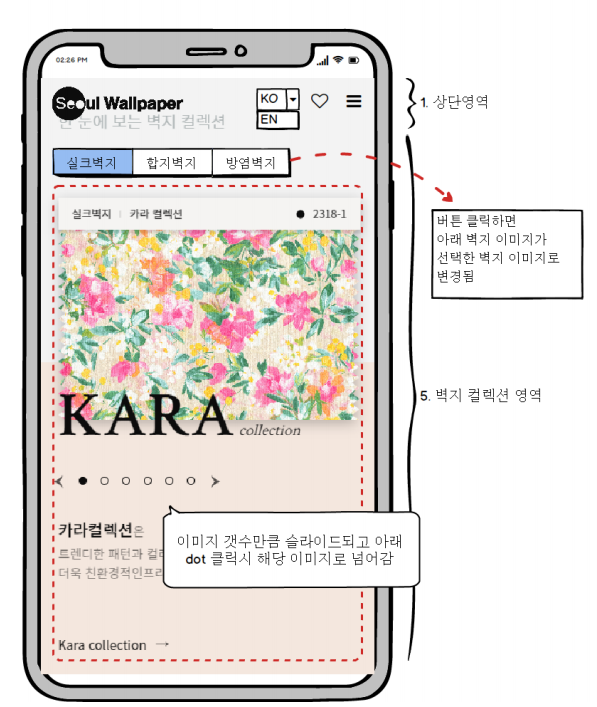 02:26 PM
Seoul Wallpaper
KO
EN
한 눈에 보는 벽지 컬렉션
1. 상단영역
실크벽지 합지벽지 방염벽지
실크벽지 | 카라 컬렉션 2318-1
버튼 클릭하면
아래 벽지 이미지가
선택한 벽지 이미지로
변경됨
5. 벽지 컬렉션 영역
KARA collection
이미지 갯수만큼 슬라이드되고 아래
dot 클릭시 해당 이미지로 넘어감
카라컬렉션은
트렌디한 패턴과
더욱 친환경적인
Kara collection →